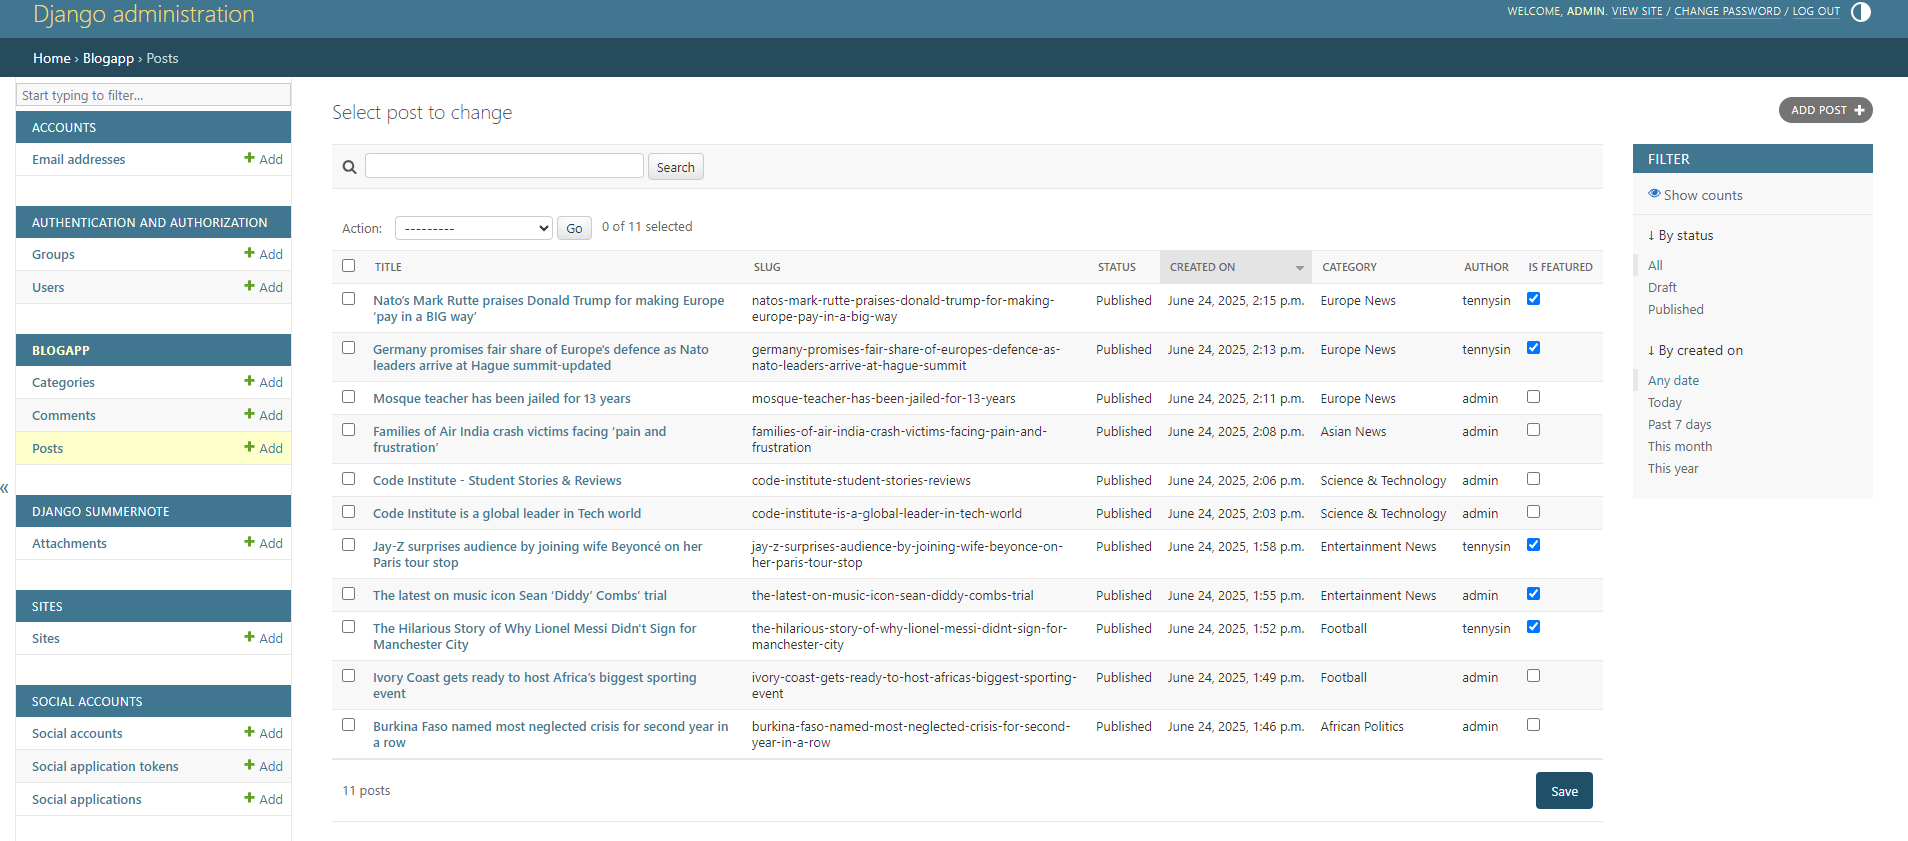 Django administration
WELCOME, ADMIN. VIEW SITE / CHANGE PASSWORD / LOG OUT
Home › Blogapp › Posts
Start typing to filter...
ACCOUNTS
Email addresses + Add
AUTHENTICATION AND AUTHORIZATION
Groups + Add
Users + Add
BLOGAPP
Categories + Add
Comments + Add
Posts + Add
«
DJANGO SUMMERNOTE
Attachments + Add
SITES
Sites + Add
SOCIAL ACCOUNTS
Social accounts + Add
Social application tokens + Add
Social applications + Add
Select post to change
ADD POST +
Search
Action: --------- Go 0 of 11 selected
TITLE SLUG STATUS CREATED ON CATEGORY AUTHOR IS FEATURED
Nato’s Mark Rutte praises Donald Trump for making Europe natos-mark-rutte-praises-donald-trump-for-making- Published June 24, 2025, 2:15 p.m. Europe News tennysin
‘pay in a BIG way’ europe-pay-in-a-big-way
Germany promises fair share of Europe's defence as Nato germany-promises-fair-share-of-europes-defence-as- Published June 24, 2025, 2:13 p.m. Europe News tennysin
leaders arrive at Hague summit-updated nato-leaders-arrive-at-hague-summit
Mosque teacher has been jailed for 13 years mosque-teacher-has-been-jailed-for-13-years Published June 24, 2025, 2:11 p.m. Europe News admin
Families of Air India crash victims facing ‘pain and families-of-air-india-crash-victims-facing-pain-and- Published June 24, 2025, 2:08 p.m. Asian News admin
frustration’ frustration
Code Institute - Student Stories & Reviews code-institute-student-stories-reviews Published June 24, 2025, 2:06 p.m. Science & Technology admin
Code Institute is a global leader in Tech world code-institute-is-a-global-leader-in-tech-world Published June 24, 2025, 2:03 p.m. Science & Technology admin
Jay-Z surprises audience by joining wife Beyoncé on her jay-z-surprises-audience-by-joining-wife-beyonce-on- Published June 24, 2025, 1:58 p.m. Entertainment News tennysin
Paris tour stop her-paris-tour-stop
The latest on music icon Sean ‘Diddy’ Combs’ trial the-latest-on-music-icon-sean-diddy-combs-trial Published June 24, 2025, 1:55 p.m. Entertainment News admin
The Hilarious Story of Why Lionel Messi Didn't Sign for the-hilarious-story-of-why-lionel-messi-didnt-sign-for- Published June 24, 2025, 1:52 p.m. Football tennysin
Manchester City manchester-city
Ivory Coast gets ready to host Africa’s biggest sporting ivory-coast-gets-ready-to-host-africas-biggest-sporting- Published June 24, 2025, 1:49 p.m. Football admin
event event
Burkina Faso named most neglected crisis for second year in burkina-faso-named-most-neglected-crisis-for-second- Published June 24, 2025, 1:46 p.m. African Politics admin
a row year-in-a-row
11 posts
Save
FILTER
Show counts
↓ By status
All
Draft
Published
↓ By created on
Any date
Today
Past 7 days
This month
This year